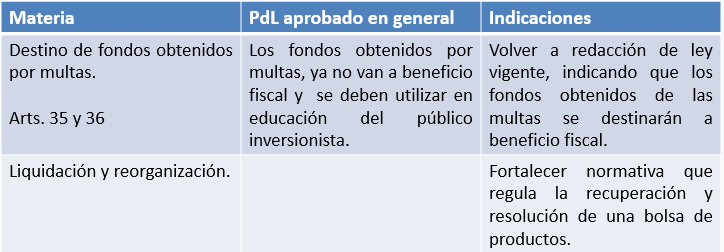 Materia
PdL aprobado en general
Indicaciones
Destino de fondos obtenidos
por multas.
Arts. 35 y 36
Los fondos obtenidos por
multas, ya no van a beneficio
fiscal y se deben utilizar en
educación del público
inversionista.
Volver a redacción de ley
vigente, indicando que los
fondos obtenidos de las
multas se destinarán a
beneficio fiscal.
Liquidación y reorganización.
Fortalecer normativa que
regula la recuperación y
resolución de una bolsa de
productos.